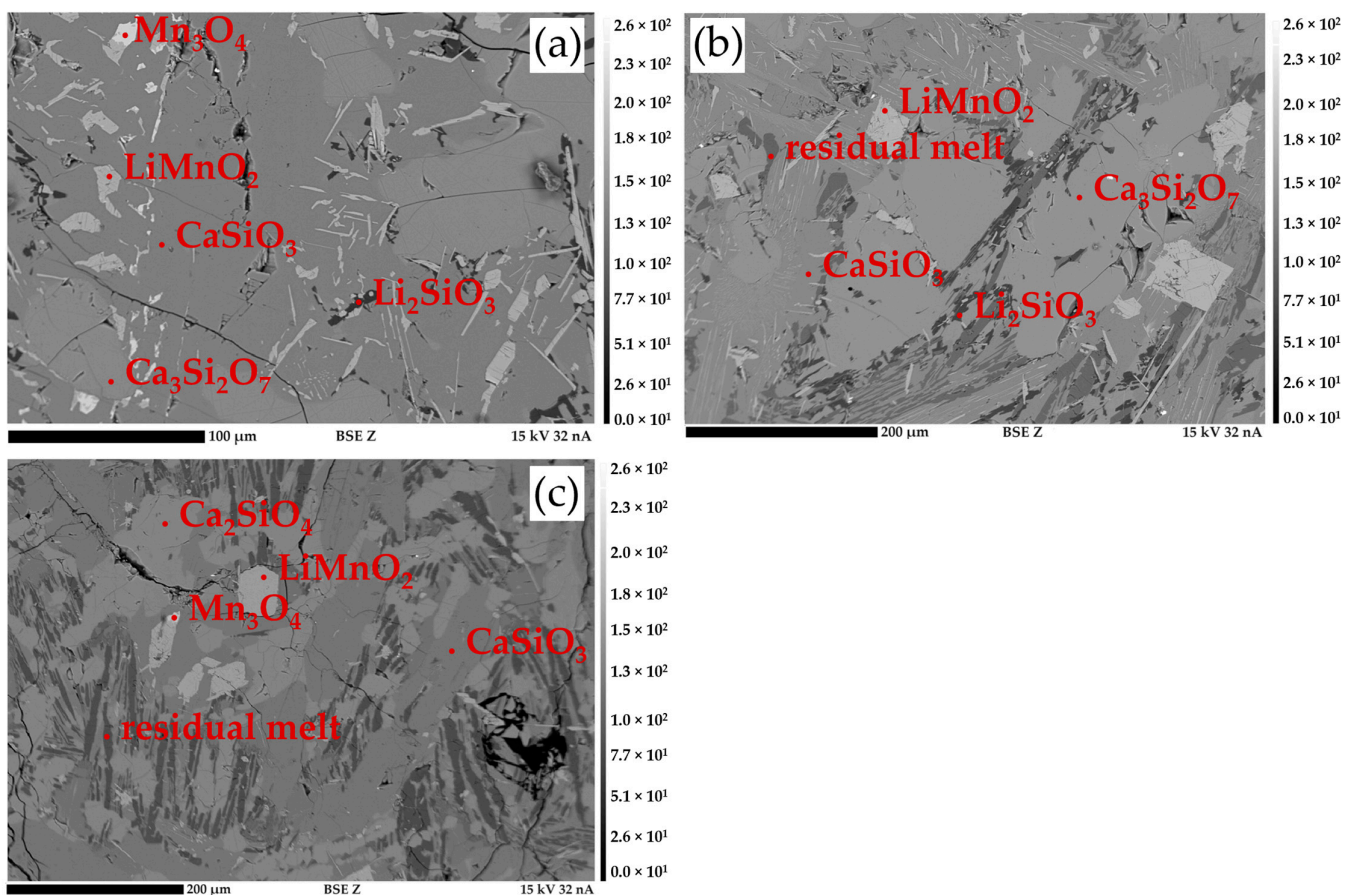 (a)
Mn₃O₄
LiMnO₂
CaSiO₃
Li₂SiO₃
Ca₃Si₂O₇
2.6 × 10²
2.3 × 10²
2.0 × 10²
1.8 × 10²
1.5 × 10²
1.3 × 10²
1.0 × 10²
7.7 × 10¹
5.1 × 10¹
2.6 × 10¹
0.0 × 10¹
100 μm BSE Z 15 kV 32 nA
(b)
LiMnO₂
residual melt
Ca₃Si₂O₇
CaSiO₃
Li₂SiO₃
2.6 × 10²
2.3 × 10²
2.0 × 10²
1.8 × 10²
1.5 × 10²
1.3 × 10²
1.0 × 10²
7.7 × 10¹
5.1 × 10¹
2.6 × 10¹
0.0 × 10¹
200 μm BSE Z 15 kV 32 nA
(c)
Ca₂SiO₄
LiMnO₂
Mn₃O₄
CaSiO₃
residual melt
2.6 × 10²
2.3 × 10²
2.0 × 10²
1.8 × 10²
1.5 × 10²
1.3 × 10²
1.0 × 10²
7.7 × 10¹
5.1 × 10¹
2.6 × 10¹
0.0 × 10¹
200 μm BSE Z 15 kV 32 nA